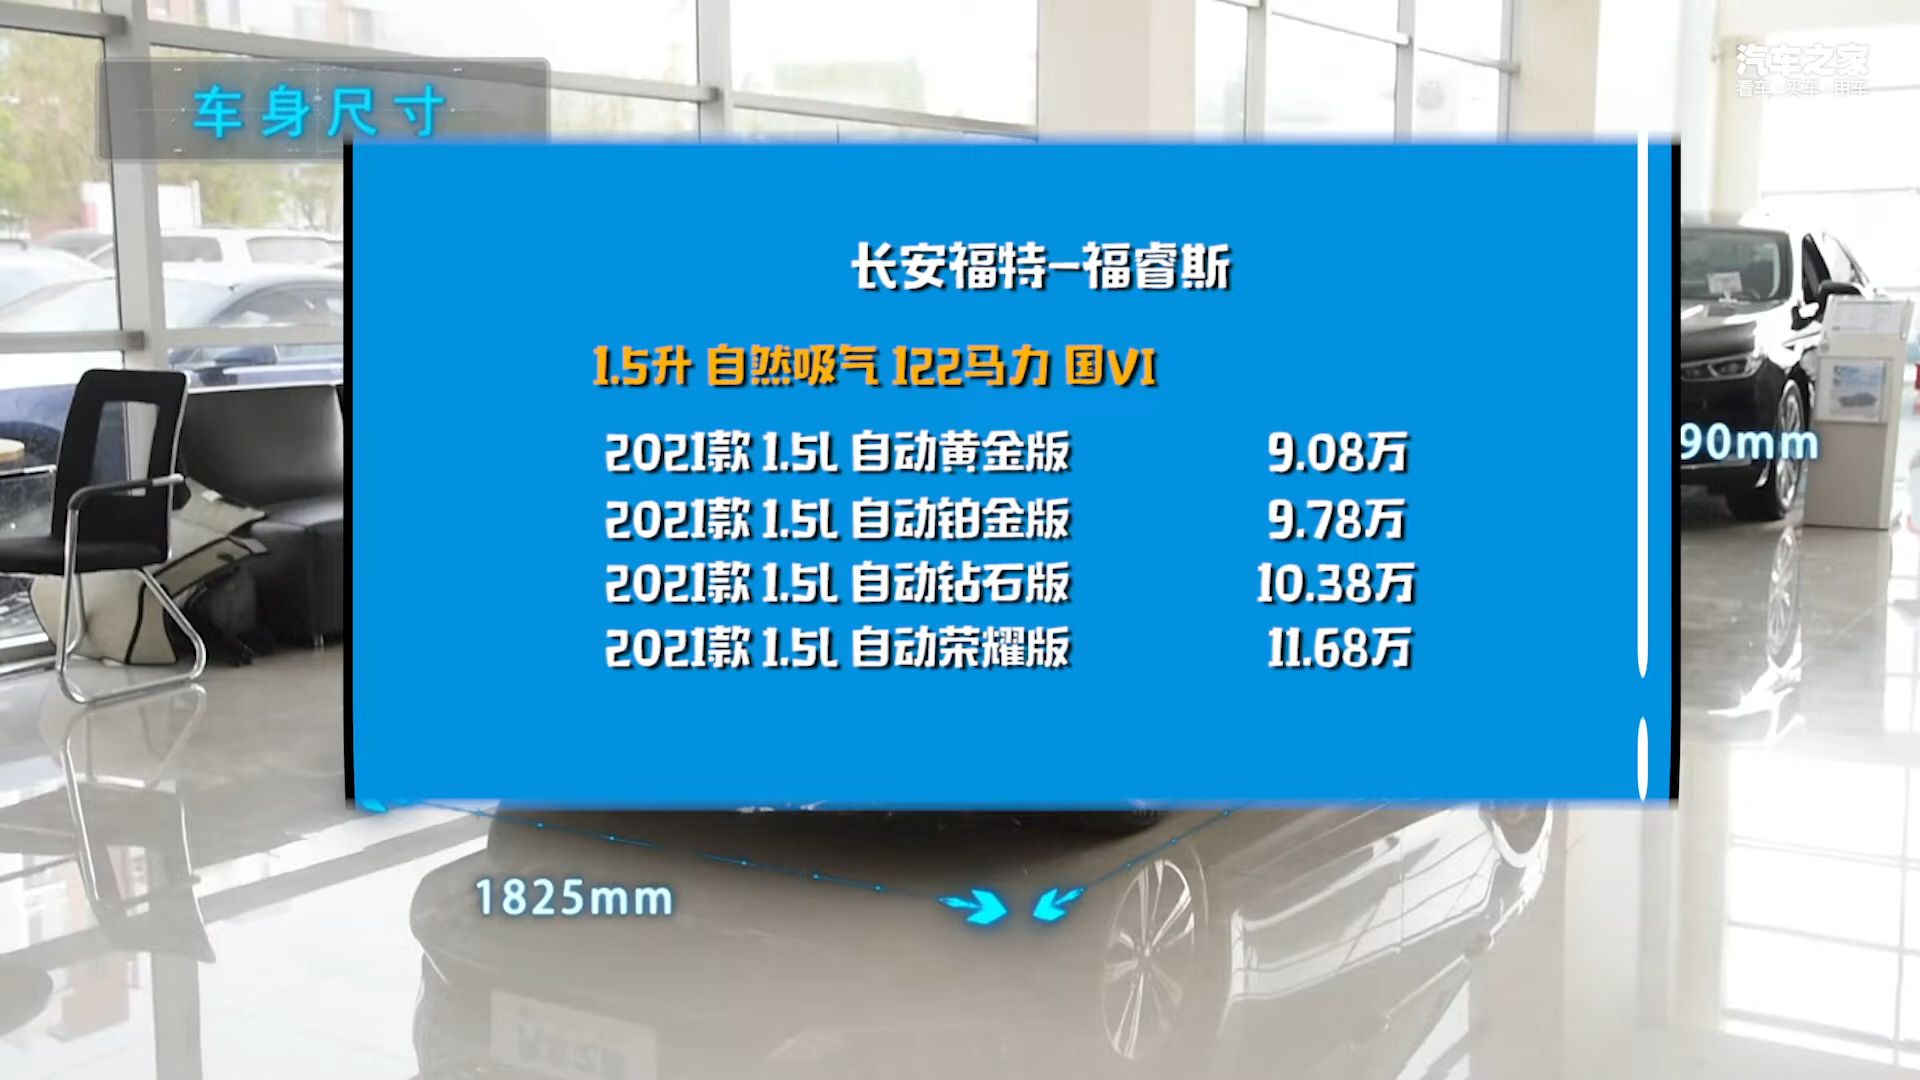 汽车之家
看车 买车 用车
车身尺寸
长安福特-福睿斯
1.5升 自然吸气 122马力 国VI
2021款 1.5L 自动黄金版 9.08万
2021款 1.5L 自动铂金版 9.78万
2021款 1.5L 自动钻石版 10.38万
2021款 1.5L 自动荣耀版 11.68万
90mm
1825mm